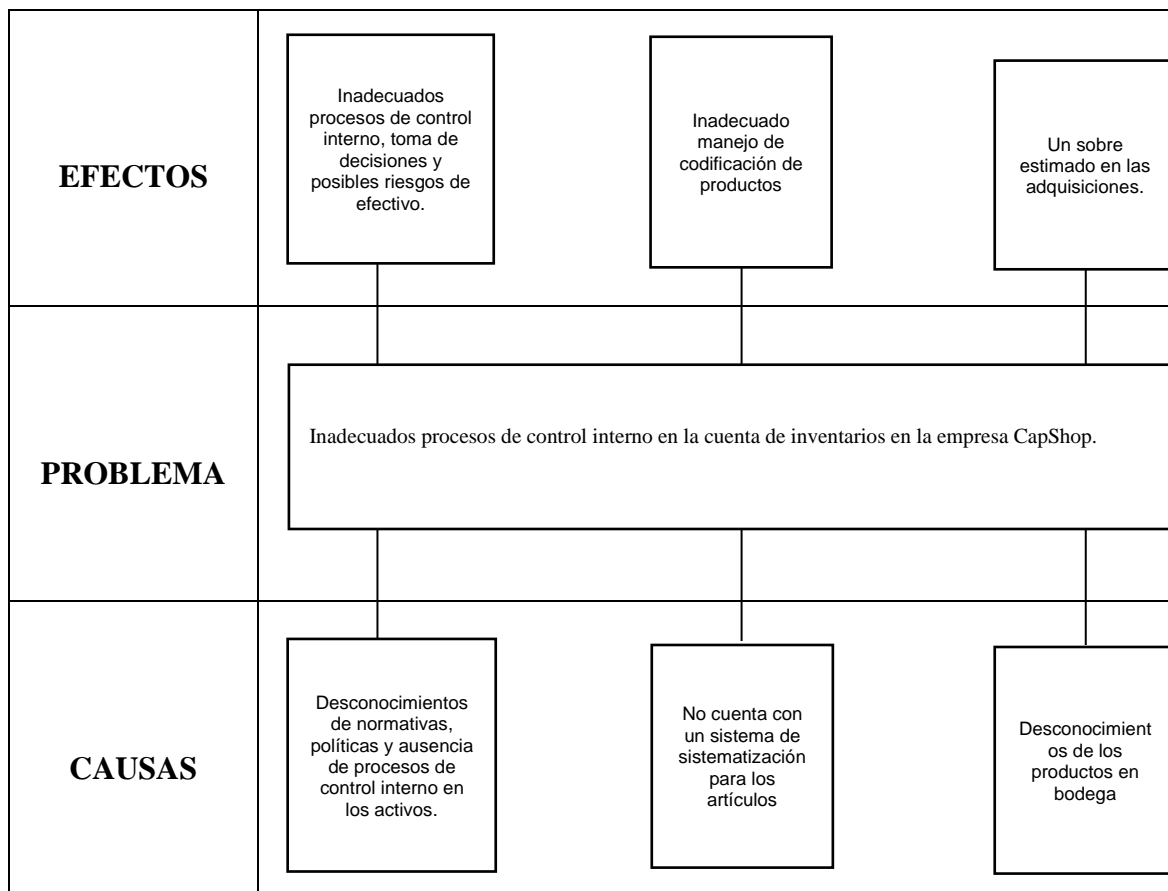 EFECTOS
Inadecuados
procesos de control
interno, toma de
decisiones y
posibles riesgos de
efectivo.
Inadecuado
manejo de
codificación de
productos
Un sobre
estimado en las
adquisiciones.
PROBLEMA
Inadecuados procesos de control interno en la cuenta de inventarios en la empresa CapShop.
CAUSAS
Desconocimientos
de normativas,
políticas y ausencia
de procesos de
control interno en
los activos.
No cuenta con
un sistema de
sistematización
para los
artículos
Desconocimient
os de los
productos en
bodega